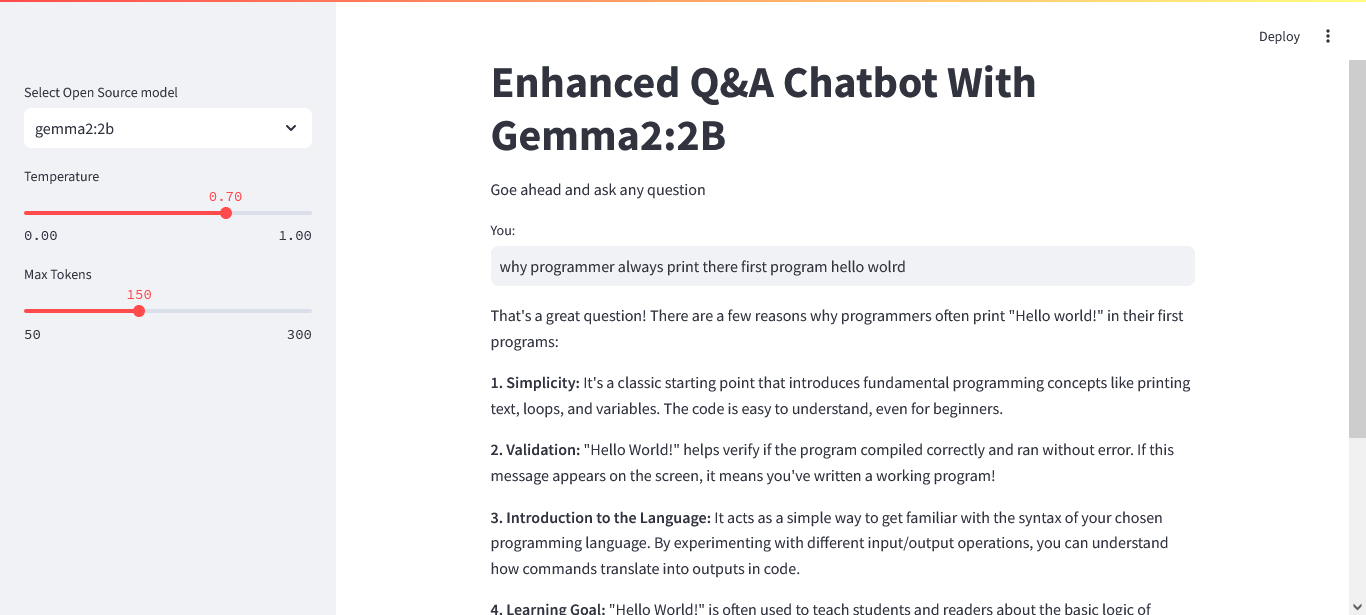 Deploy
Select Open Source model
gemma2:2b
Temperature
0.70
0.00 1.00
Max Tokens
150
50 300
Enhanced Q&A Chatbot With
Gemma2:2B
Goe ahead and ask any question
You:
why programmer always print there first program hello wolrd
That's a great question! There are a few reasons why programmers often print "Hello world!" in their first
programs:
1. Simplicity: It's a classic starting point that introduces fundamental programming concepts like printing
text, loops, and variables. The code is easy to understand, even for beginners.
2. Validation: "Hello World!" helps verify if the program compiled correctly and ran without error. If this
message appears on the screen, it means you've written a working program!
3. Introduction to the Language: It acts as a simple way to get familiar with the syntax of your chosen
programming language. By experimenting with different input/output operations, you can understand
how commands translate into outputs in code.
4. Learning Goal: "Hello World!" is often used to teach students and readers about the basic logic of